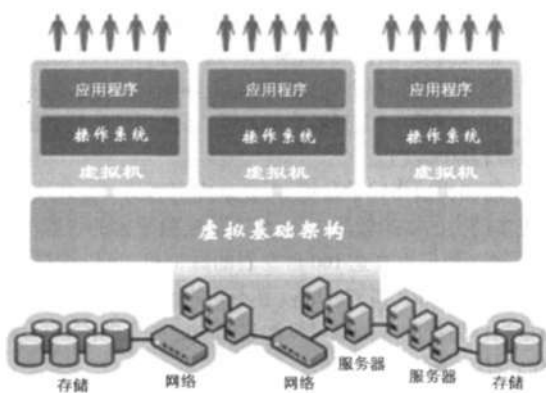 应用程序 应用程序 应用程序
操作系统 操作系统 操作系统
虚拟机 虚拟机 虚拟机
虚拟基础架构
存储 网络 网络 服务器 服务器 存储